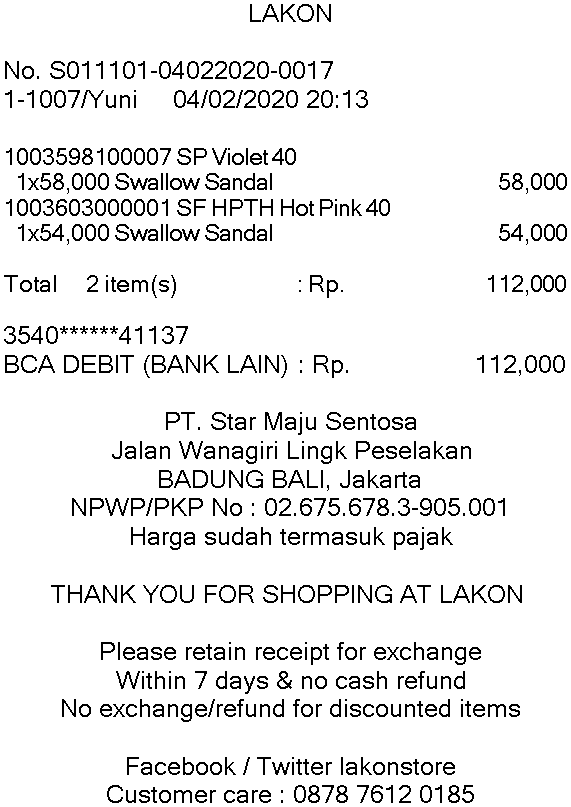 LAKON
No. S011101-04022020-0017
1-1007/Yuni 04/02/2020 20:13
1003598100007 SP Violet 40
1x58,000 Swallow Sandal 58,000
1003603000001 SF HPTH Hot Pink 40
1x54,000 Swallow Sandal 54,000
Total 2 item(s) : Rp. 112,000
3540******41137
BCA DEBIT (BANK LAIN) : Rp. 112,000
PT. Star Maju Sentosa
Jalan Wanagiri Lingk Peselakan
BADUNG BALI, Jakarta
NPWP/PKP No : 02.675.678.3-905.001
Harga sudah termasuk pajak
THANK YOU FOR SHOPPING AT LAKON
Please retain receipt for exchange
Within 7 days & no cash refund
No exchange/refund for discounted items
Facebook / Twitter lakonstore
Customer care : 0878 7612 0185